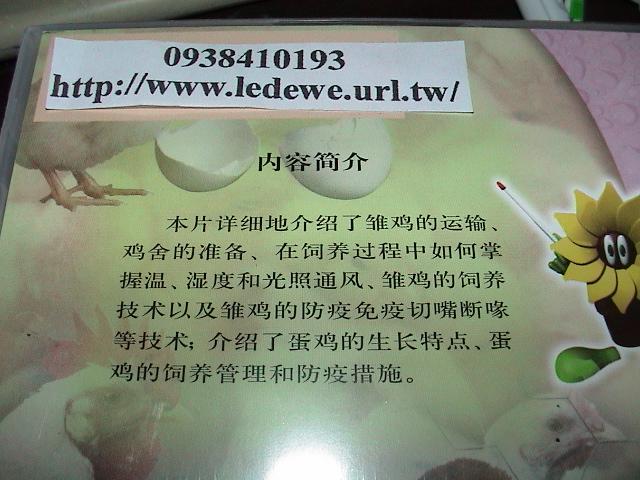 0938410193
http://www.ledewe.url.tw/
内容简介
本片详细地介绍了雏鸡的运输、
鸡舍的准备、在饲养过程中如何掌
握温、湿度和光照通风、雏鸡的饲养
技术以及雏鸡的防疫免疫切嘴断喙
等技术；介绍了蛋鸡的生长特点、蛋
鸡的饲养管理和防疫措施。